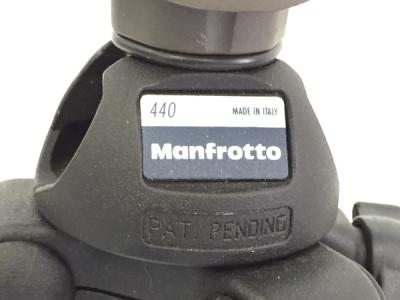 440 MADE IN ITALY
Manfrotto
PAT. PENDING